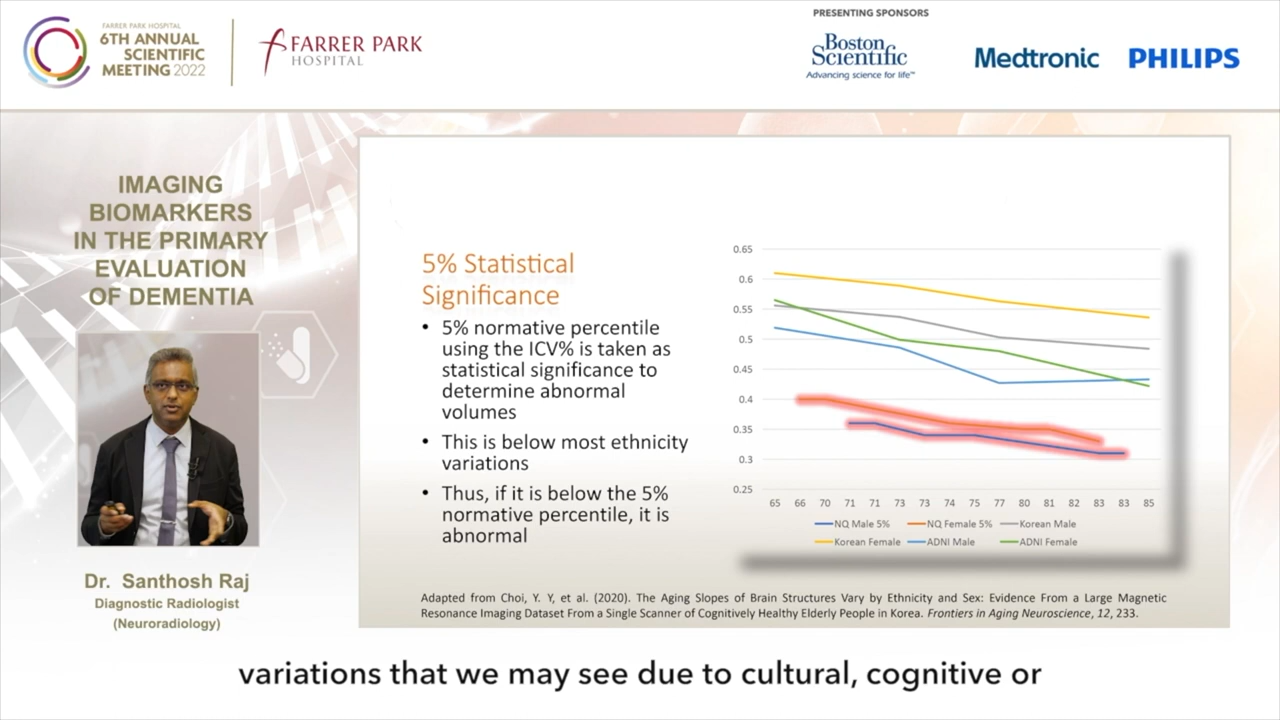 FARRER PARK HOSPITAL
6TH ANNUAL
SCIENTIFIC
MEETING 2022
FARRER PARK
HOSPITAL
PRESENTING SPONSORS
Boston
Scientific
Advancing science for life™
Medtronic
PHILIPS
IMAGING
BIOMARKERS
IN THE PRIMARY
EVALUATION
OF DEMENTIA
Dr. Santhosh Raj
Diagnostic Radiologist
(Neuroradiology)
5% Statistical
Significance
• 5% normative percentile
using the ICV% is taken as
statistical significance to
determine abnormal
volumes
• This is below most ethnicity
variations
• Thus, if it is below the 5%
normative percentile, it is
abnormal
0.65
0.6
0.55
0.5
0.45
0.4
0.35
0.3
0.25
65 66 70 71 71 73 73 74 75 77 80 81 82 83 83 85
NQ Male 5% NQ Female 5% Korean Male
Korean Female ADNI Male ADNI Female
Adapted from Choi, Y. Y, et al. (2020). The Aging Slopes of Brain Structures Vary by Ethnicity and Sex: Evidence From a Large Magnetic
Resonance Imaging Dataset From a Single Scanner of Cognitively Healthy Elderly People in Korea. Frontiers in Aging Neuroscience, 12, 233.
variations that we may see due to cultural, cognitive or